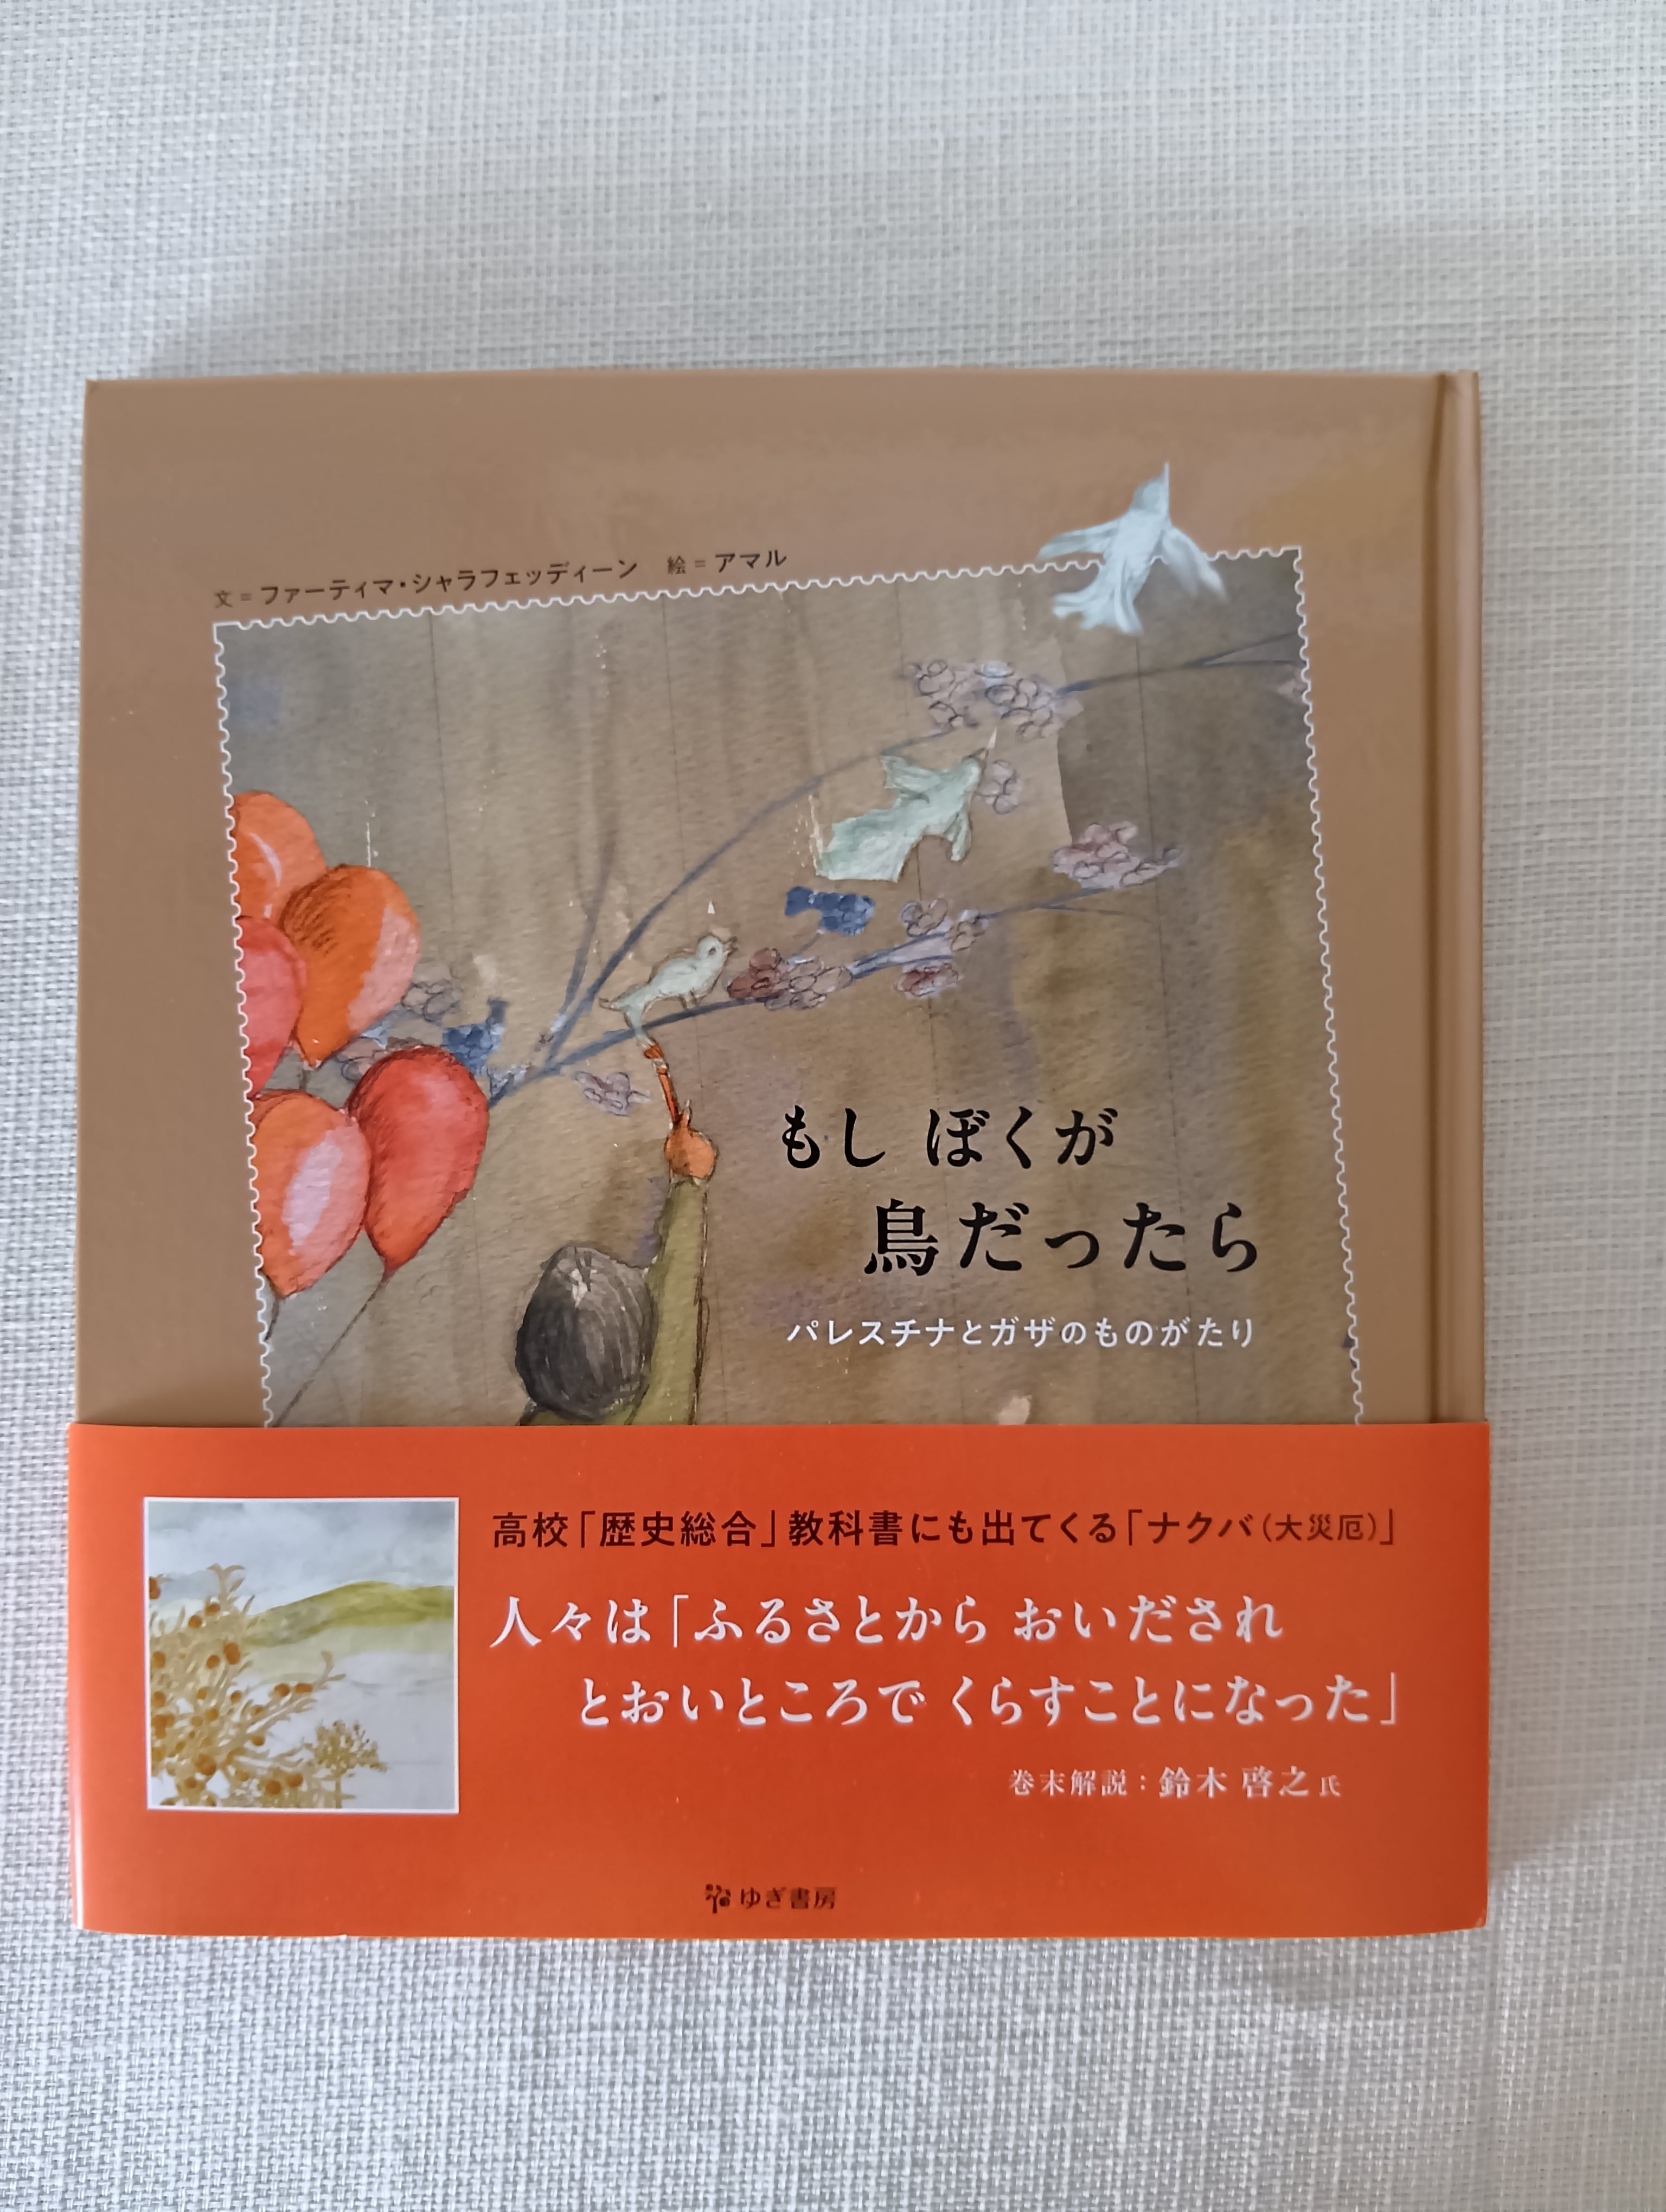 文=ファーティマ・シャラフェッディーン 絵=アマル
もし ぼくが
鳥だったら
パレスチナとガザのものがたり
高校「歴史総合」教科書にも出てくる「ナクバ(大災厄)」
人々は「ふるさとから おいだされ
とおいところで くらすことになった」
巻末解説:鈴木 啓之氏
ゆぎ書房